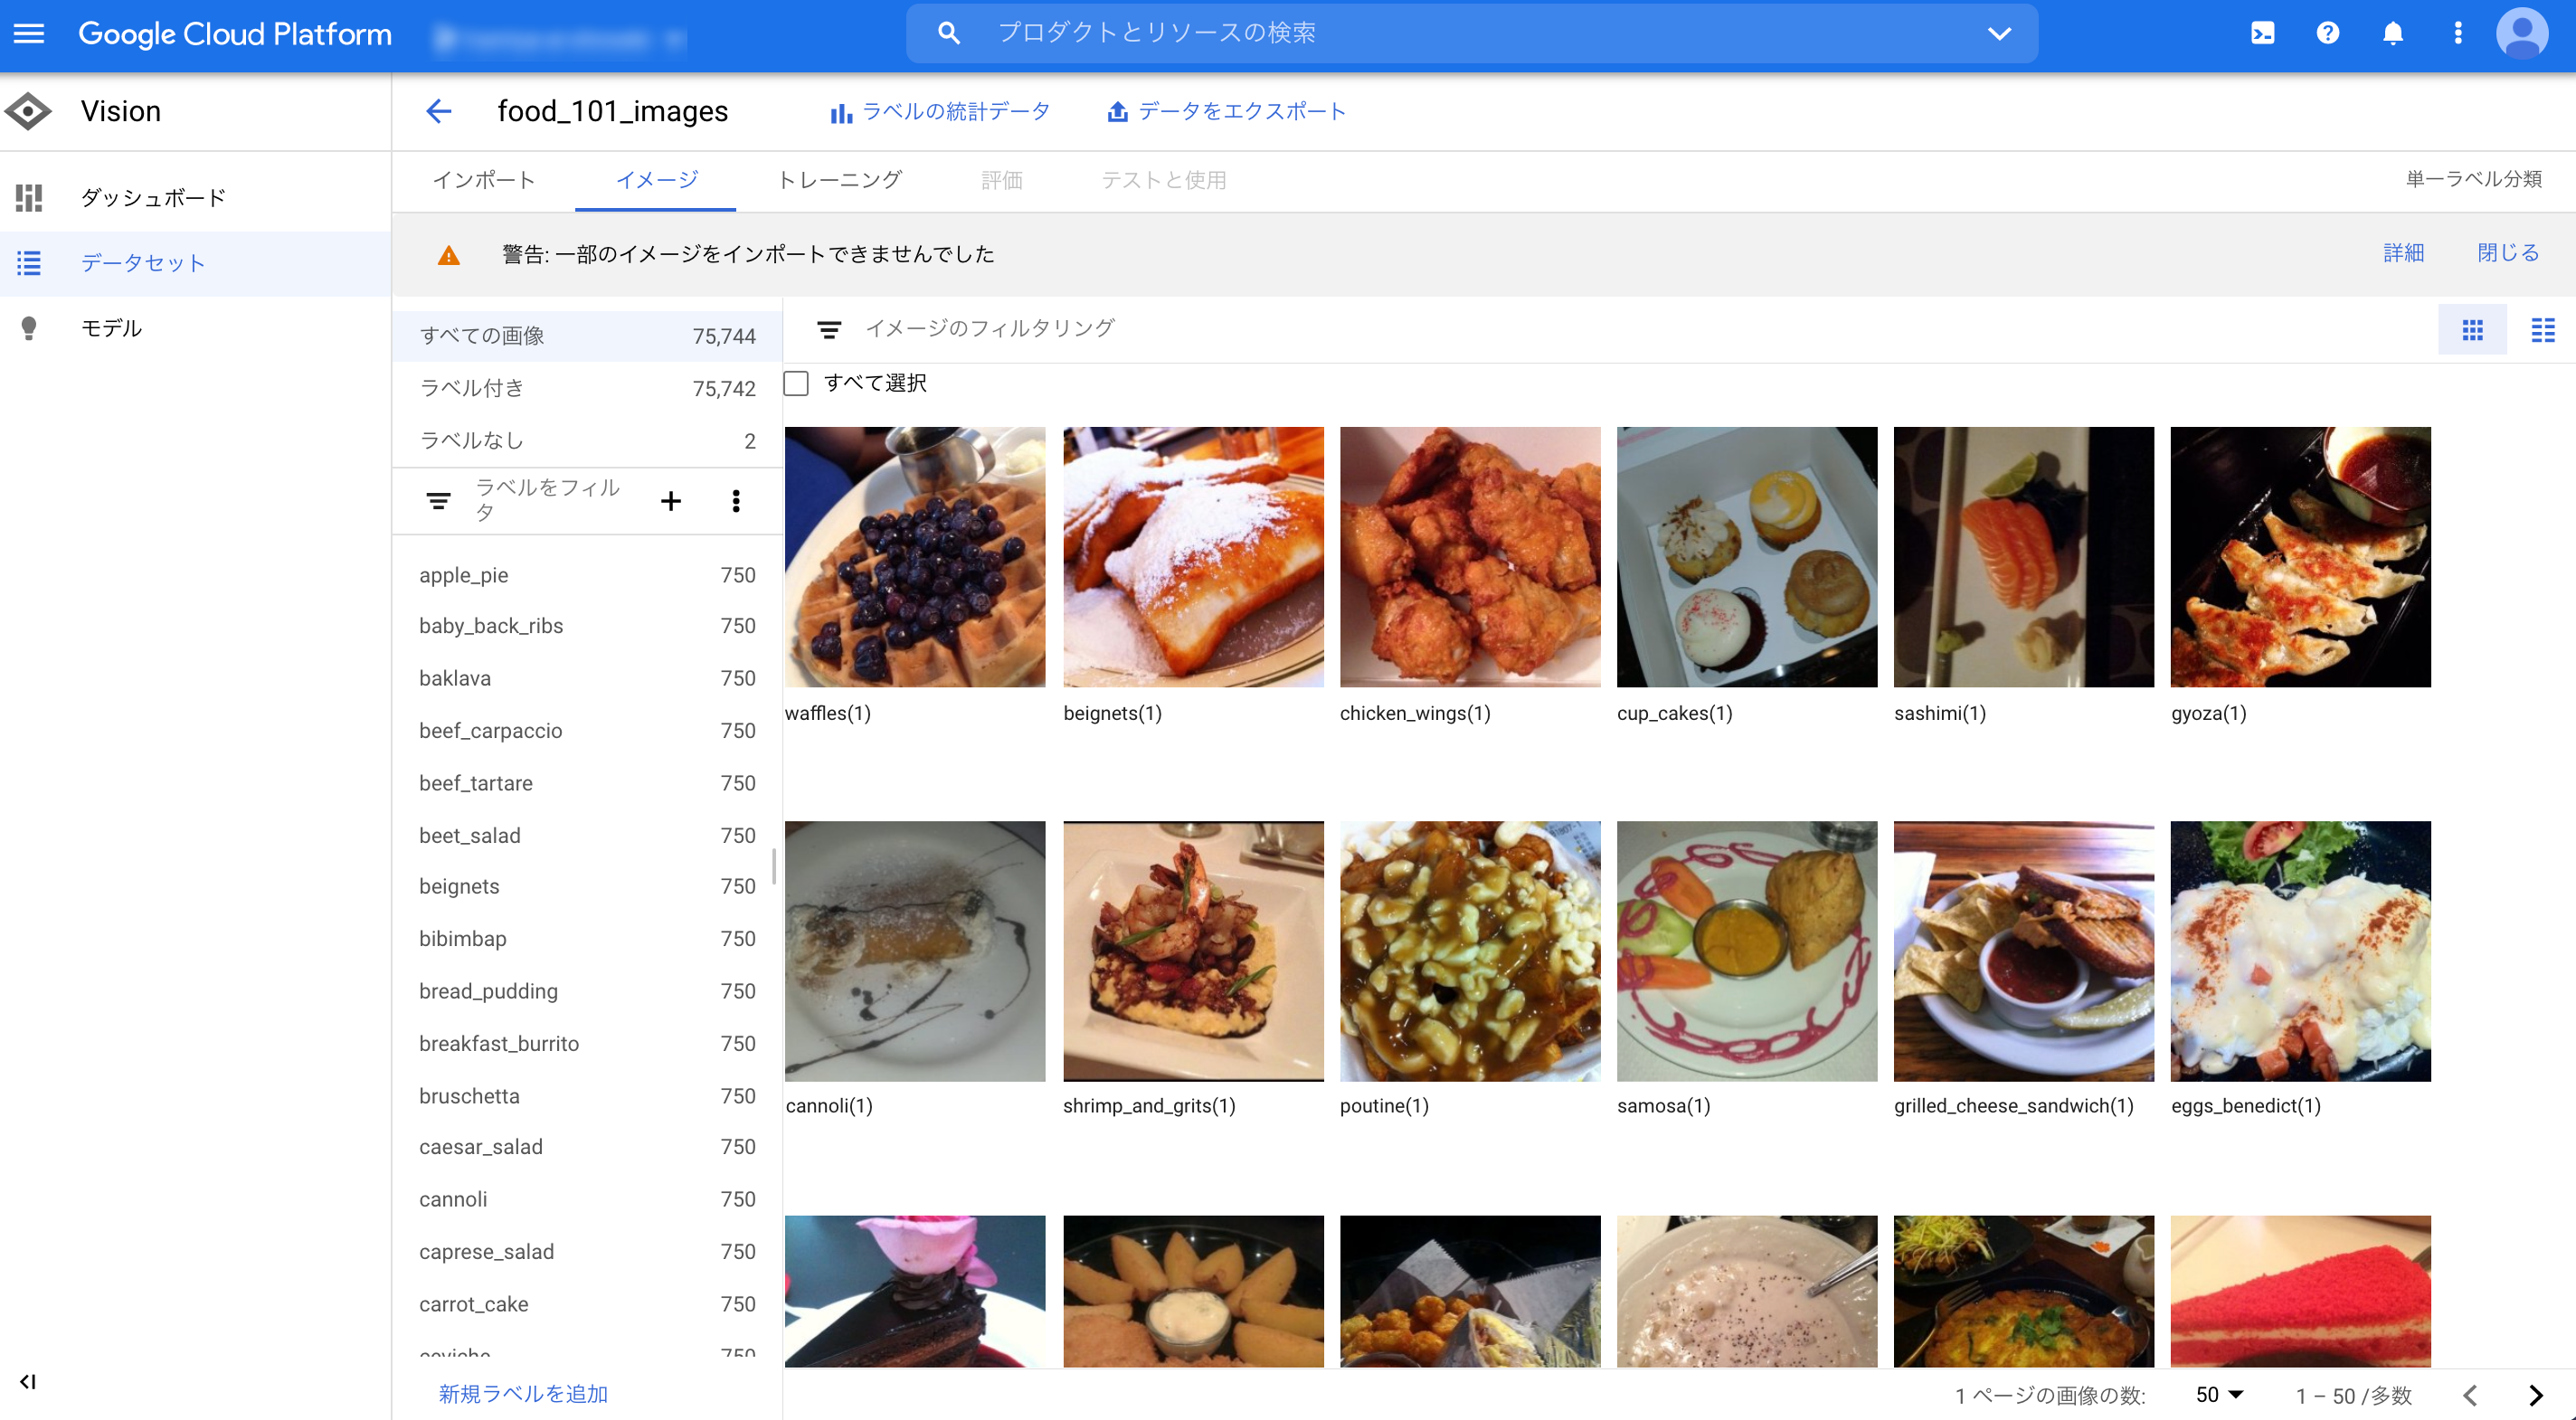 Google Cloud Platform
プロダクトとリソースの検索
Vision
food_101_images
ラベルの統計データ
データをエクスポート
ダッシュボード
データセット
モデル
インポート
イメージ
トレーニング
評価
テストと使用
単一ラベル分類
警告: 一部のイメージをインポートできませんでした
詳細
閉じる
すべての画像 75,744
ラベル付き 75,742
ラベルなし 2
ラベルをフィル
タ
apple_pie 750
baby_back_ribs 750
baklava 750
beef_carpaccio 750
beef_tartare 750
beet_salad 750
beignets 750
bibimbap 750
bread_pudding 750
breakfast_burrito 750
bruschetta 750
caesar_salad 750
cannoli 750
caprese_salad 750
carrot_cake 750
ceviche 750
新規ラベルを追加
イメージのフィルタリング
すべて選択
waffles(1)
beignets(1)
chicken_wings(1)
cup_cakes(1)
sashimi(1)
gyoza(1)
cannoli(1)
shrimp_and_grits(1)
poutine(1)
samosa(1)
grilled_cheese_sandwich(1)
eggs_benedict(1)
1 ページの画像の数:
50
1 – 50 /多数